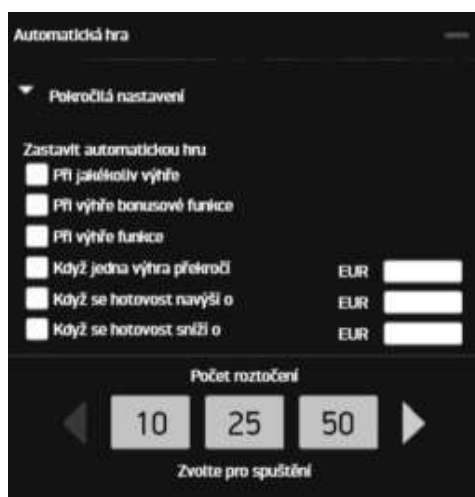 Automatická hra
Pokročilá nastavení
Zastavit automatickou hru
Při jakékoliv výhře
Při výhře bonusové funkce
Při výhře funkce
Když jedna výhra překročí EUR
Když se hotovost navýší o EUR
Když se hotovost sníží o EUR
Počet roztočení
10 25 50
Zvolte pro spuštění